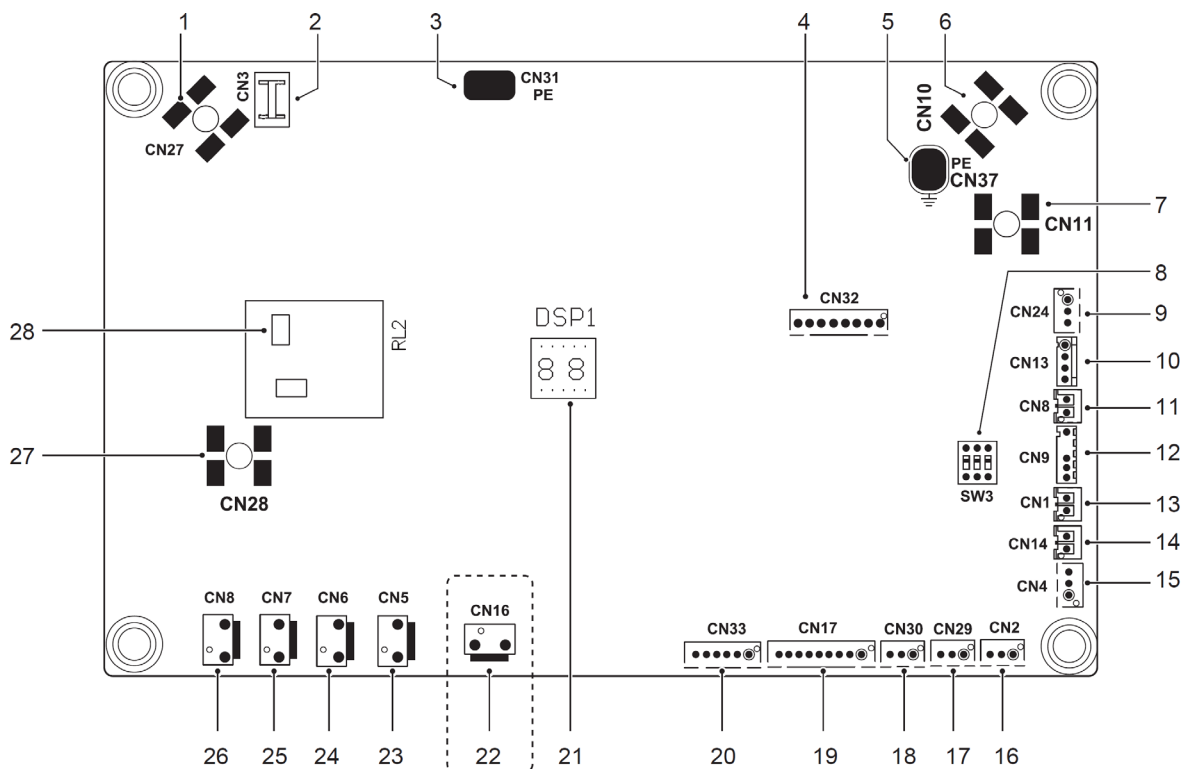 1 2 3 4 5 6
CN3
CN31
PE
CN10
CN27
PE
CN37
7
CN11
8
CN32
CN24
9
28
RL2
DSP1
88
CN13
10
CN8
11
27
CN9
12
CN28
SW3
CN1
13
CN14
14
CN4
15
CN8 CN7 CN6 CN5 CN16
CN33 CN17 CN30 CN29 CN2
26 25 24 23 22 21 20 19 18 17 16